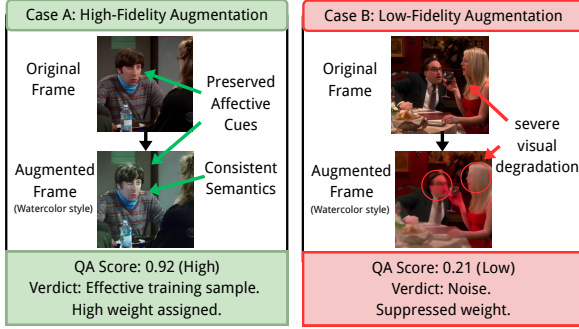 Case A: High-Fidelity Augmentation
Original
Frame
Preserved
Affective
Cues
Augmented
Frame
(Watercolor style)
Consistent
Semantics
QA Score: 0.92 (High)
Verdict: Effective training sample.
High weight assigned.
Case B: Low-Fidelity Augmentation
Original
Frame
severe
visual
degradation
Augmented
Frame
(Watercolor style)
QA Score: 0.21 (Low)
Verdict: Noise.
Suppressed weight.